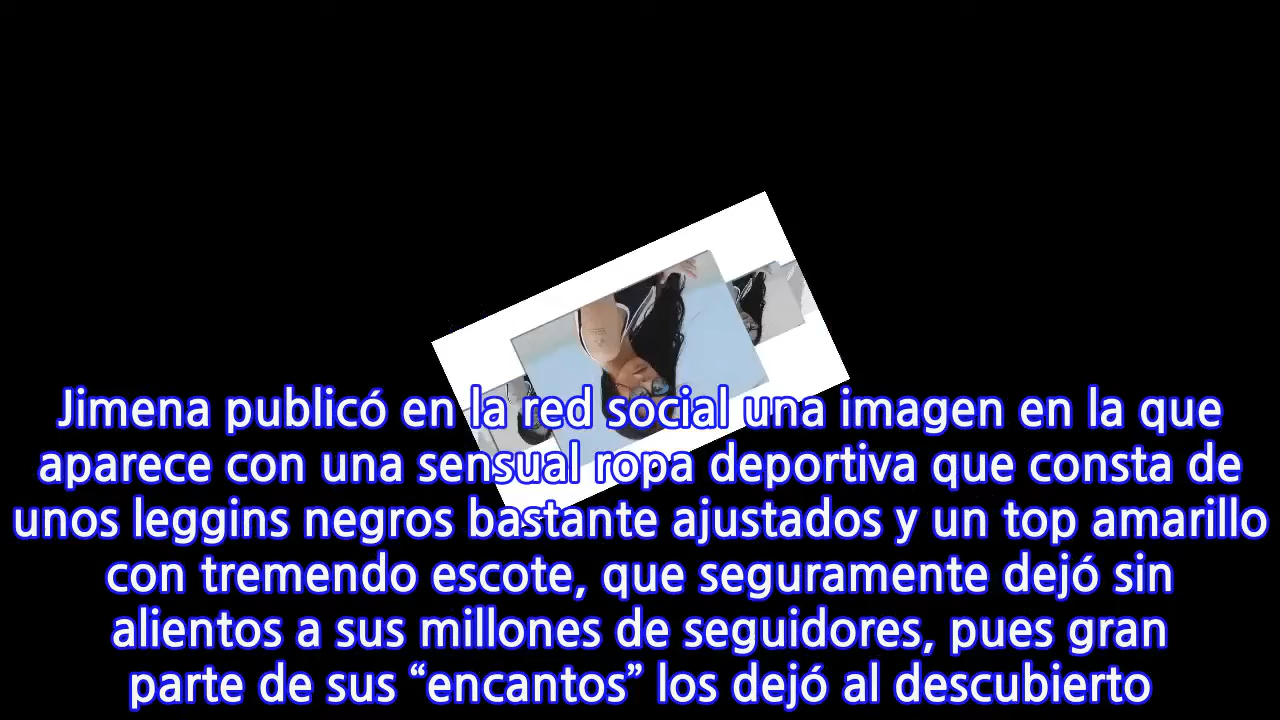 Jimena publicó en la red social una imagen en la que
aparece con una sensual ropa deportiva que consta de
unos leggins negros bastante ajustados y un top amarillo
con tremendo escote, que seguramente dejó sin
alientos a sus millones de seguidores, pues gran
parte de sus “encantos” los dejó al descubierto